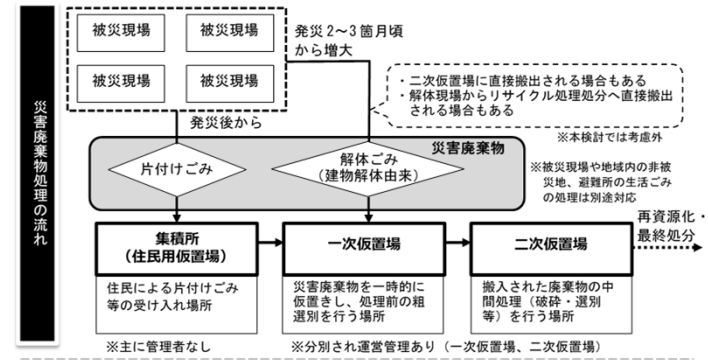 災害廃棄物処理の流れ
被災現場
被災現場
被災現場
被災現場
発災2～3箇月頃
から増大
・二次仮置場に直接搬出される場合もある
・解体現場からリサイクル処理処分へ直接搬出
される場合もある
※本検討では考慮外
発災後から
災害廃棄物
片付けごみ
解体ごみ
（建物解体由来）
※被災現場や地域内の非被
災地、避難所の生活ごみ
の処理は別途対応
集積所
（住民用仮置場）
住民による片付けごみ
等の受け入れ場所
一次仮置場
災害廃棄物を一時的に
仮置きし、処理前の粗
選別を行う場所
二次仮置場
搬入された廃棄物の中
間処理（破砕・選別
等）を行う場所
再資源化・
最終処分
※主に管理者なし
※分別され運営管理あり（一次仮置場、二次仮置場）